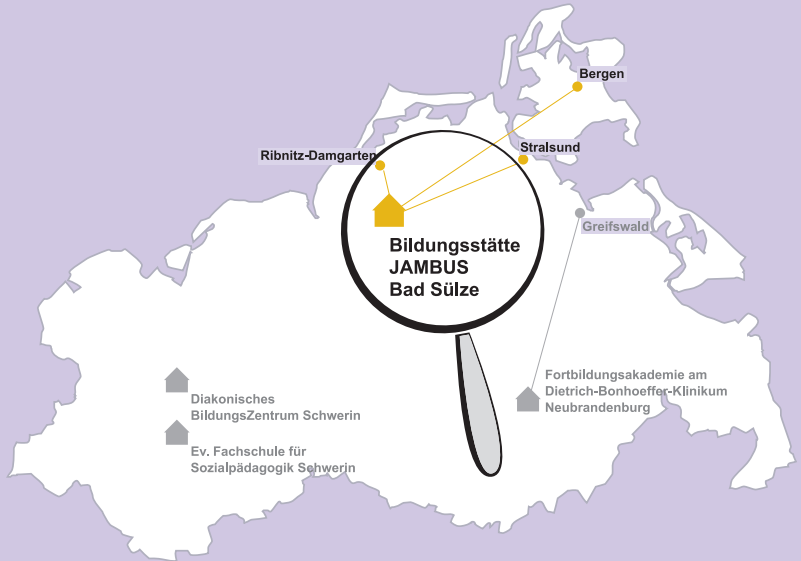 Bergen
Stralsund
Ribnitz-Damgarten
Greifswald
Bildungsstätte
JAMBUS
Bad Sülze
Fortbildungsakademie am
Dietrich-Bonhoeffer-Klinikum
Neubrandenburg
Diakonisches
BildungsZentrum Schwerin
Ev. Fachschule für
Sozialpädagogik Schwerin